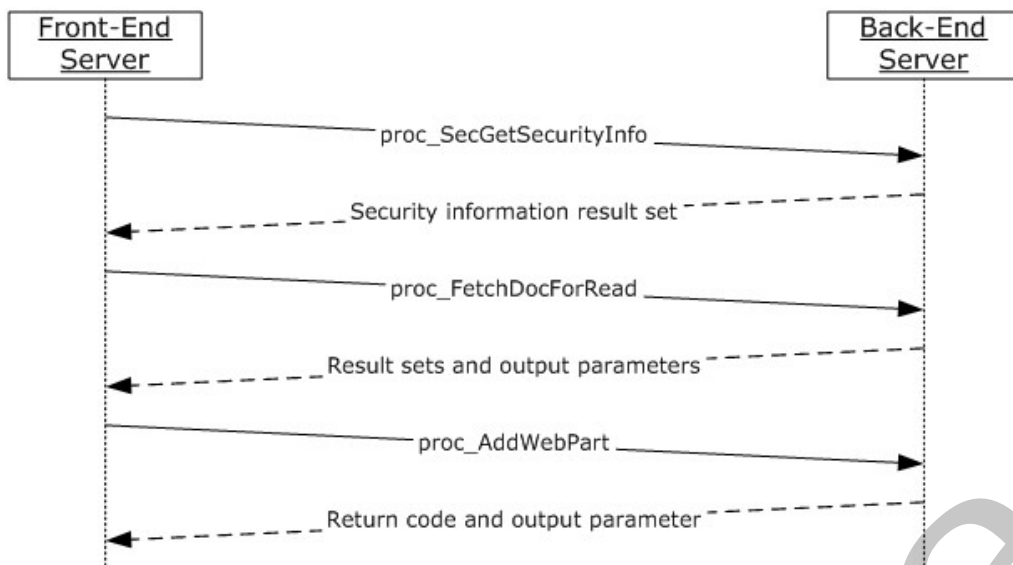 Front-End
Server
Back-End
Server
proc_SecGetSecurityInfo
Security information result set
proc_FetchDocForRead
Result sets and output parameters
proc_AddWebPart
Return code and output parameter